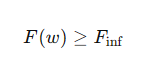 F(w) ≥ F_inf